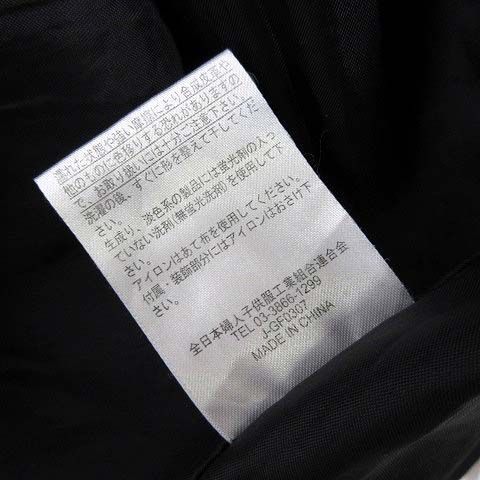 濡れた状態や強い摩擦により色段落や
他のものに色移りする恐れがありますの
で、お取り扱いには十分ご注意下さい。
洗濯の後、すぐに形を整えて干してくだ
さい。
生成り、淡色系の製品には蛍光剤の入っ
ていない洗剤（無蛍光洗剤）を使用して下
さい。
アイロンはあて布を使用してください。
付属、装飾部分にはアイロンはおさけ下
さい。
全日本婦人子供服工業組合連合会
TEL.03-3866-1299
J-GF0307
MADE IN CHINA